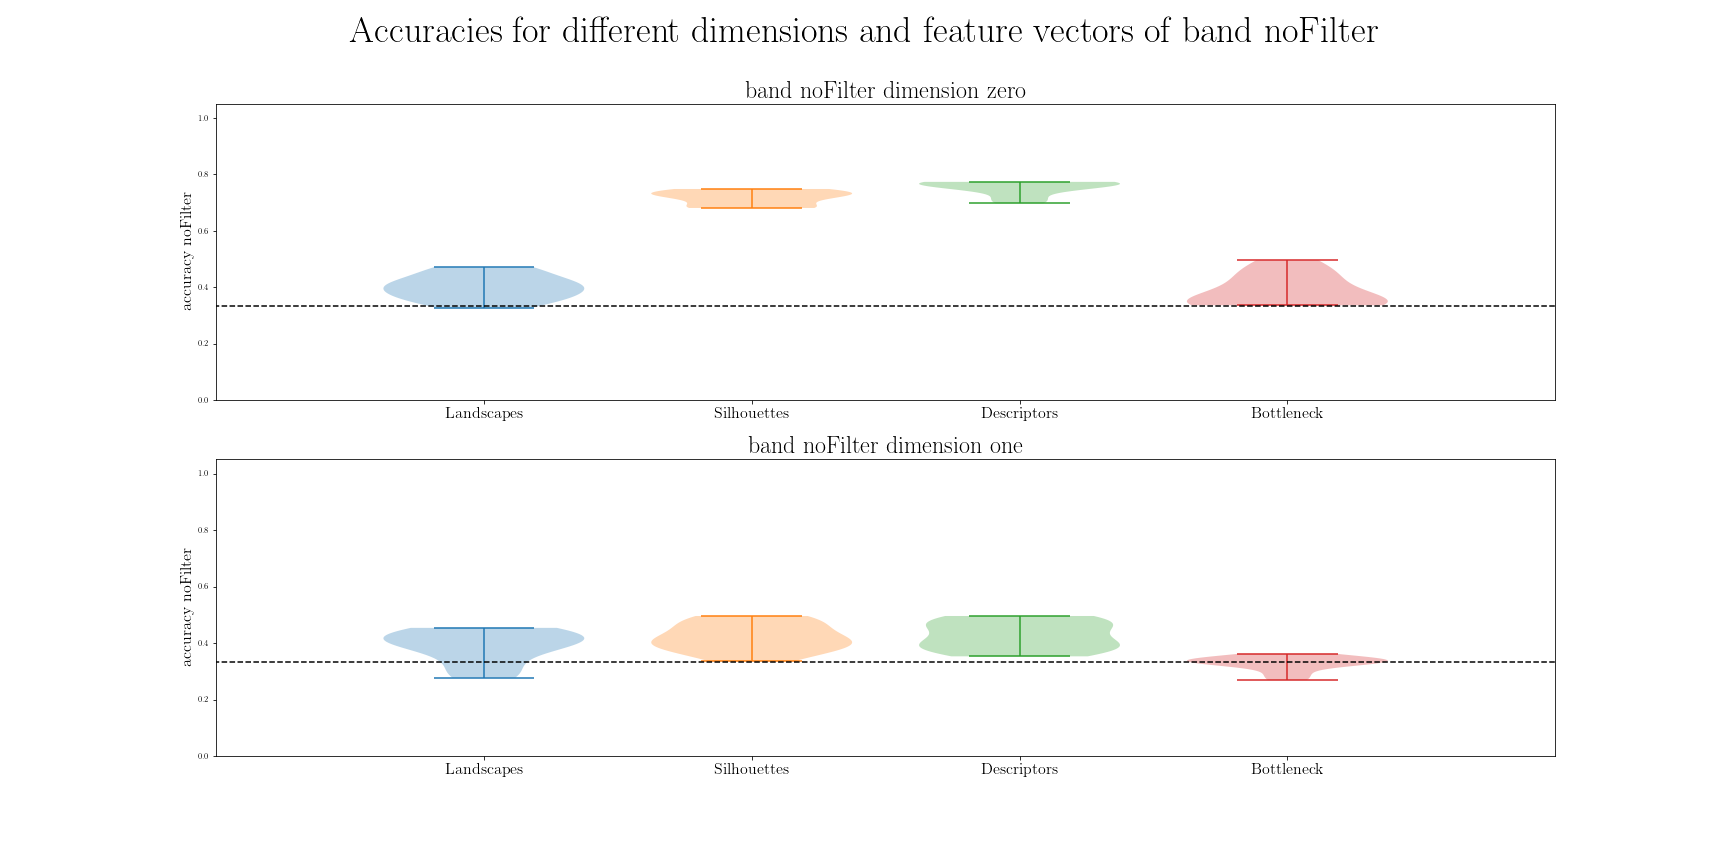 Accuracies for different dimensions and feature vectors of band noFilter
band noFilter dimension zero
accuracy noFilter
1.0
0.8
0.6
0.4
0.2
0.0
Landscapes Silhouettes Descriptors Bottleneck
band noFilter dimension one
accuracy noFilter
1.0
0.8
0.6
0.4
0.2
0.0
Landscapes Silhouettes Descriptors Bottleneck